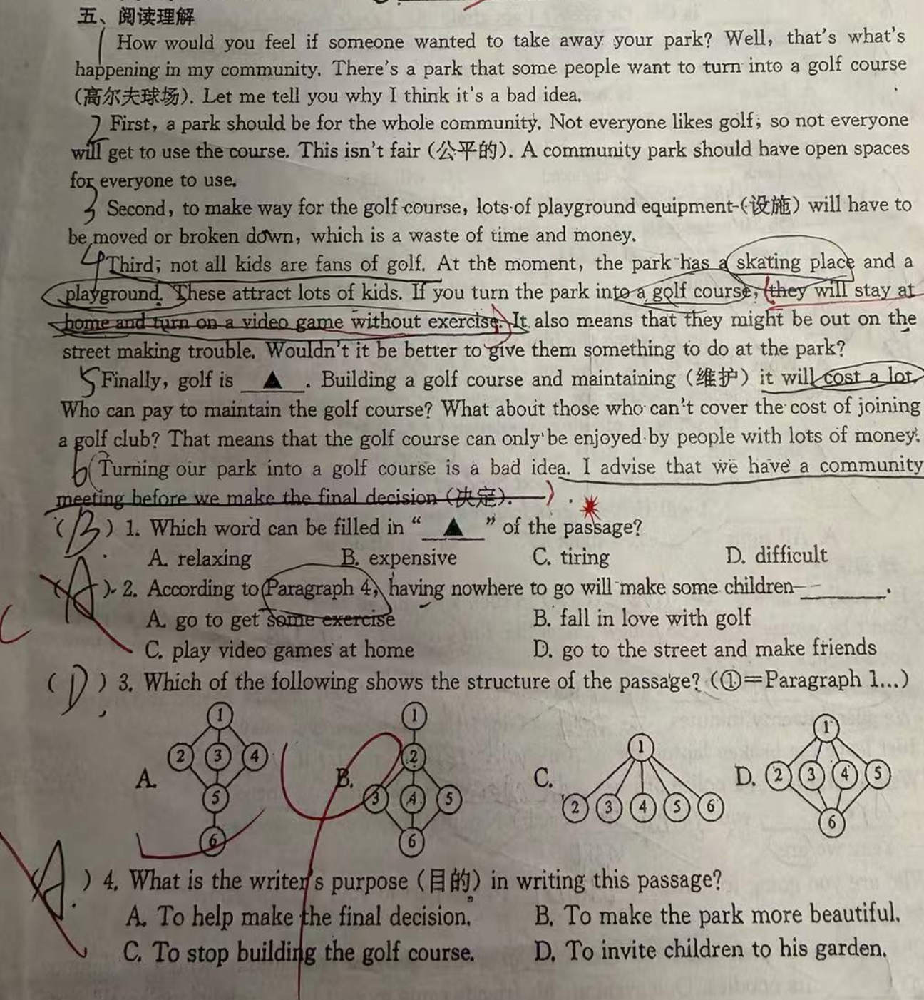 五、阅读理解
1 How would you feel if someone wanted to take away your park? Well, that's what's
happening in my community. There's a park that some people want to turn into a golf course
(高尔夫球场). Let me tell you why I think it's a bad idea.
2 First, a park should be for the whole community. Not everyone likes golf, so not everyone
will get to use the course. This isn't fair (公平的). A community park should have open spaces
for everyone to use.
3 Second, to make way for the golf course, lots of playground equipment (设施) will have to
be moved or broken down, which is a waste of time and money.
4 Third, not all kids are fans of golf. At the moment, the park has a skating place and a
playground. These attract lots of kids. If you turn the park into a golf course, they will stay at
home and turn on a video game without exercise. It also means that they might be out on the
street making trouble. Wouldn't it be better to give them something to do at the park?
5 Finally, golf is ▲ . Building a golf course and maintaining (维护) it will cost a lot.
Who can pay to maintain the golf course? What about those who can't cover the cost of joining
a golf club? That means that the golf course can only be enjoyed by people with lots of money.
6 Turning our park into a golf course is a bad idea. I advise that we have a community
meeting before we make the final decision (决定).
(B) 1. Which word can be filled in “ ▲ ” of the passage?
A. relaxing B. expensive C. tiring D. difficult
(A) 2. According to Paragraph 4, having nowhere to go will make some children ______.
A. go to get some exercise B. fall in love with golf
C
C. play video games at home D. go to the street and make friends
(D) 3. Which of the following shows the structure of the passage? (①=Paragraph 1...)
A. ① ② ③ ④ ⑤ ⑥ B. ① ② ③ ④ ⑤ ⑥ C. ① ② ③ ④ ⑤ ⑥ D. ① ② ③ ④ ⑤ ⑥
(A) 4. What is the writer's purpose (目的) in writing this passage?
A. To help make the final decision. B. To make the park more beautiful.
C. To stop building the golf course. D. To invite children to his garden.